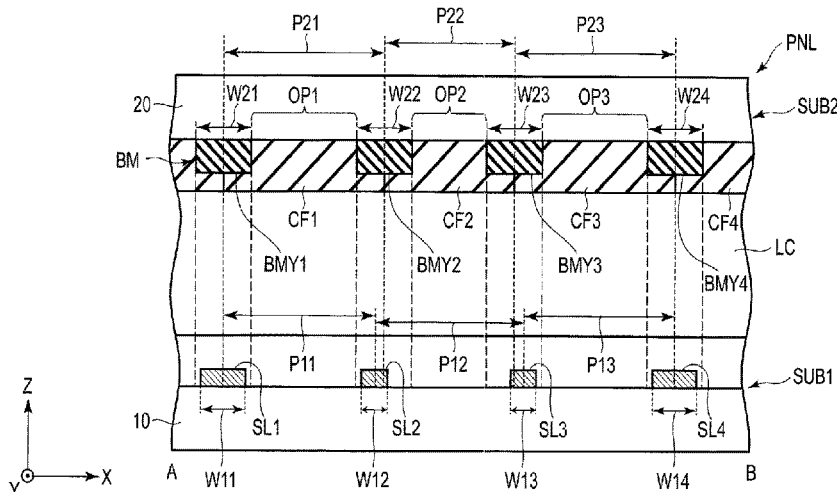 P21 P22 P23 PNL
20 W21 OP1 W22 OP2 W23 OP3 W24 SUB2
BM
CF1 CF2 CF3 CF4
LC
BMY1 BMY2 BMY3 BMY4
P11 P12 P13
SUB1
Z
10 SL1 SL2 SL3 SL4
Y X A W11 W12 W13 W14 B